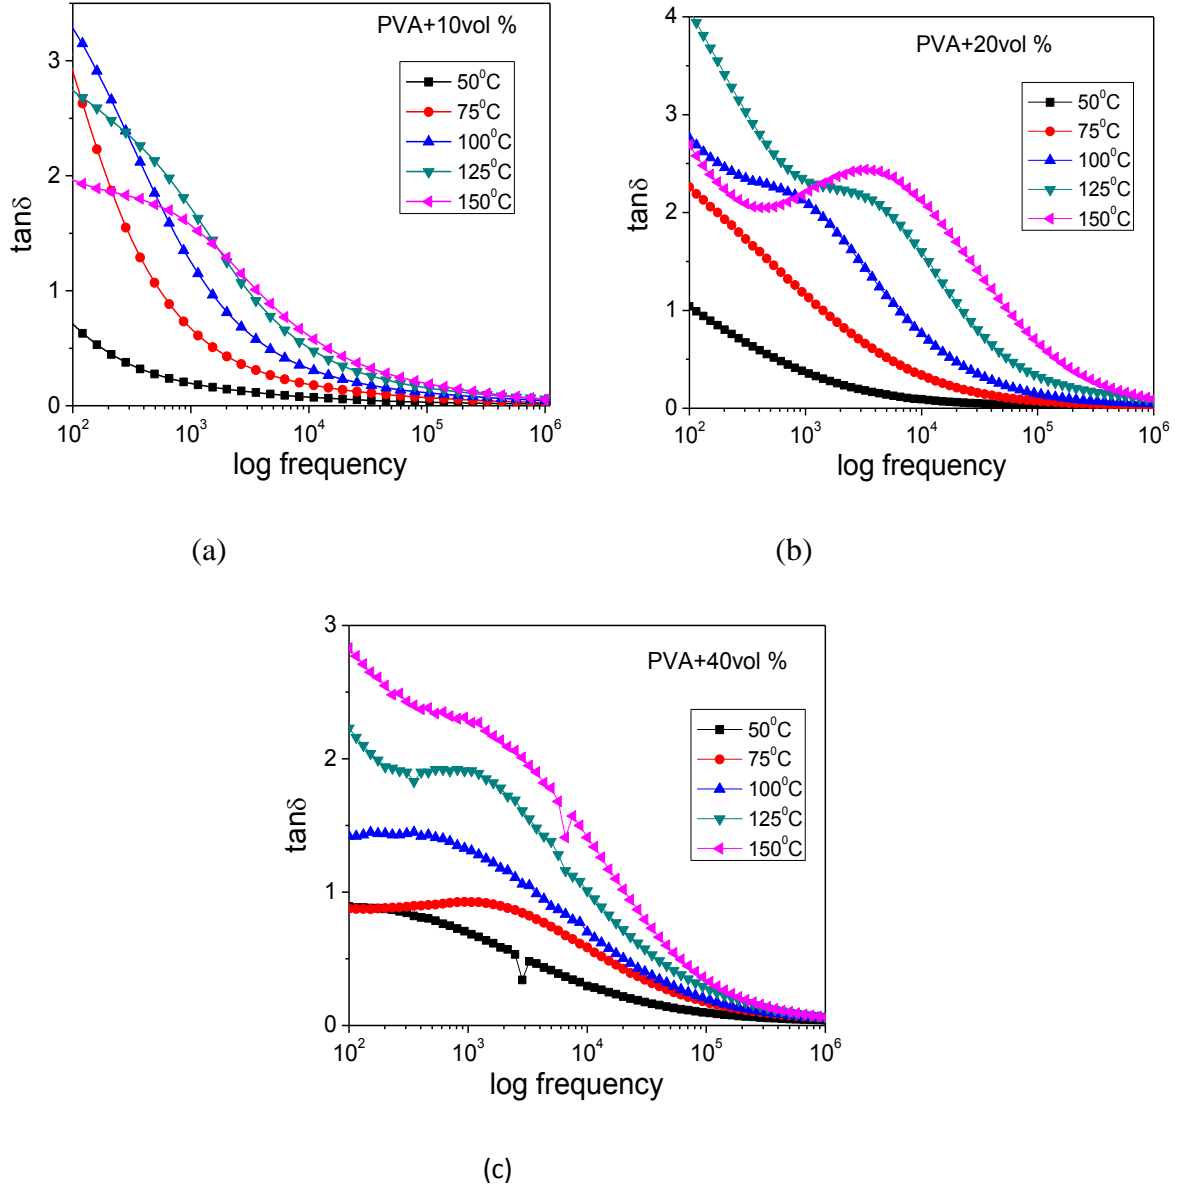 PVA+10vol %
50⁰C
75⁰C
100⁰C
125⁰C
150⁰C
3
2
1
0
tanδ
10² 10³ 10⁴ 10⁵ 10⁶
log frequency
(a)
PVA+20vol %
50⁰C
75⁰C
100⁰C
125⁰C
150⁰C
4
3
2
1
0
tanδ
10² 10³ 10⁴ 10⁵ 10⁶
log frequency
(b)
PVA+40vol %
50⁰C
75⁰C
100⁰C
125⁰C
150⁰C
3
2
1
0
tanδ
10² 10³ 10⁴ 10⁵ 10⁶
log frequency
(c)